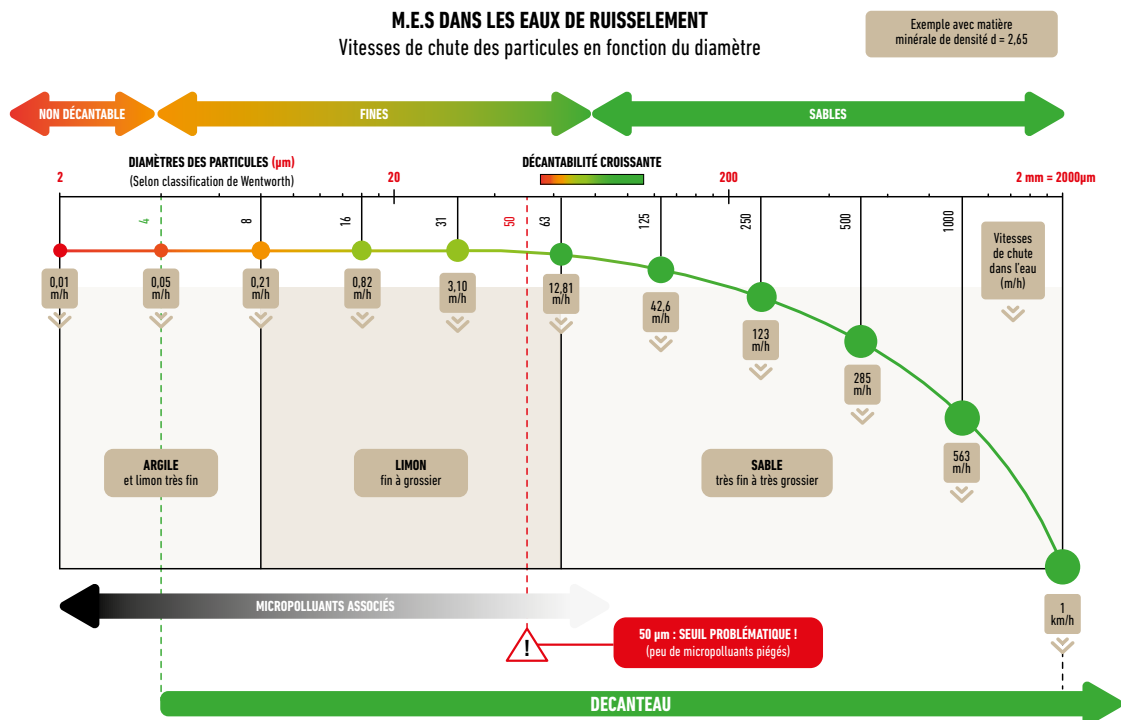 M.E.S DANS LES EAUX DE RUISSELEMENT
Vitesses de chute des particules en fonction du diamètre
Exemple avec matière
minérale de densité d = 2,65
NON DÉCANTABLE
FINES
SABLES
DIAMÈTRES DES PARTICULES (µm)
(Selon classification de Wentworth)
DÉCANTABILITÉ CROISSANTE
2
20
200
2 mm = 2000µm
4
8
16
31
50
63
125
250
500
1000
Vitesses
de chute
dans l'eau
(m/h)
0,01
m/h
0,05
m/h
0,21
m/h
0,82
m/h
3,10
m/h
12,81
m/h
42,6
m/h
123
m/h
285
m/h
563
m/h
1
km/h
ARGILE
et limon très fin
LIMON
fin à grossier
SABLE
très fin à très grossier
MICROPOLLUANTS ASSOCIÉS
!
50 µm : SEUIL PROBLÉMATIQUE !
(peu de micropolluants piégés)
DECANTEAU